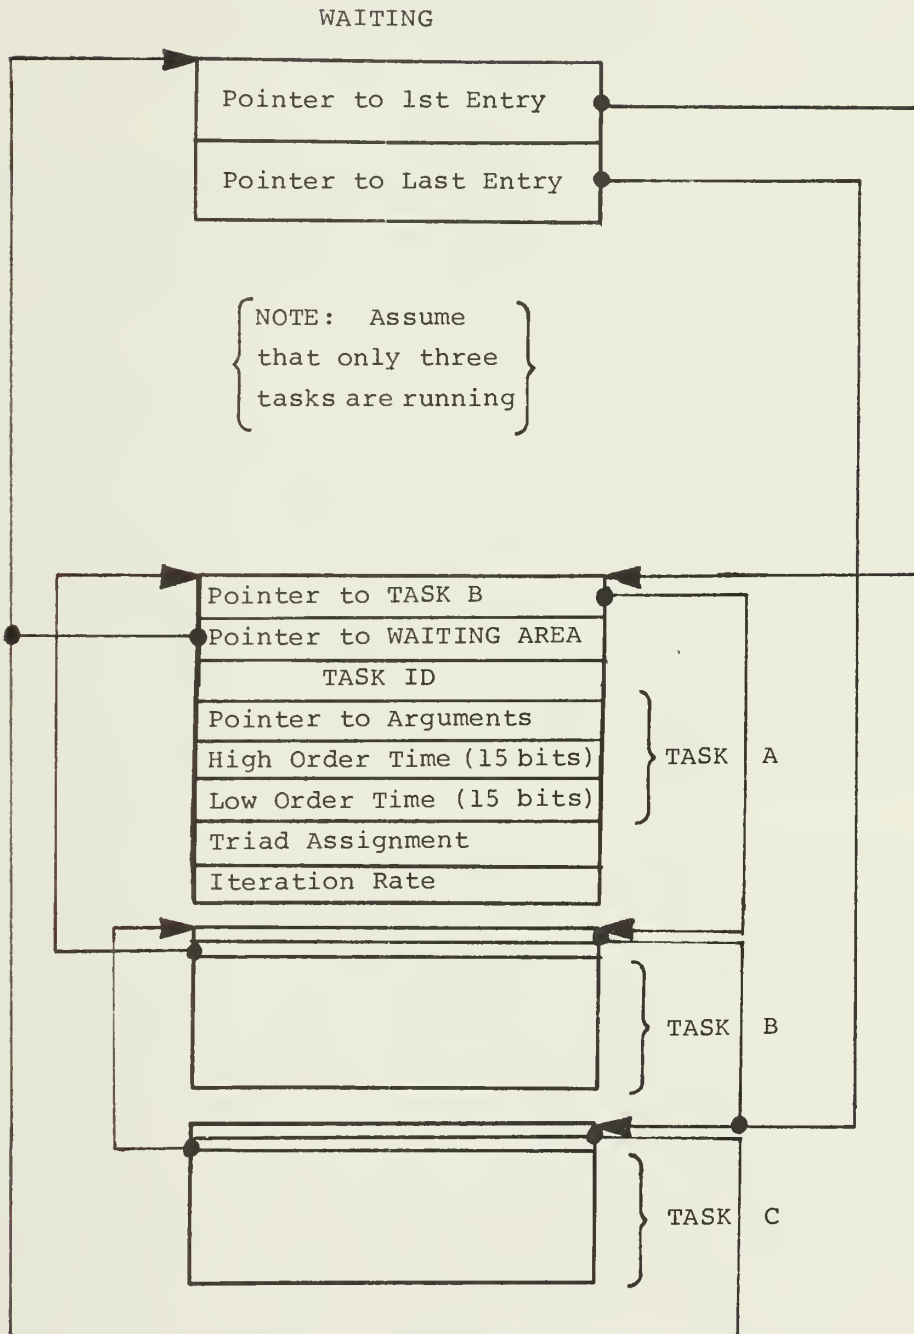 WAITING
Pointer to 1st Entry
Pointer to Last Entry
NOTE: Assume
that only three
tasks are running
Pointer to TASK B
Pointer to WAITING AREA
TASK ID
Pointer to Arguments
High Order Time (15 bits)
Low Order Time (15 bits)
Triad Assignment
Iteration Rate
TASK A
TASK B
TASK C